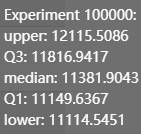 Experiment 100000:
upper: 12115.5086
Q3: 11816.9417
median: 11381.9043
Q1: 11149.6367
lower: 11114.5451